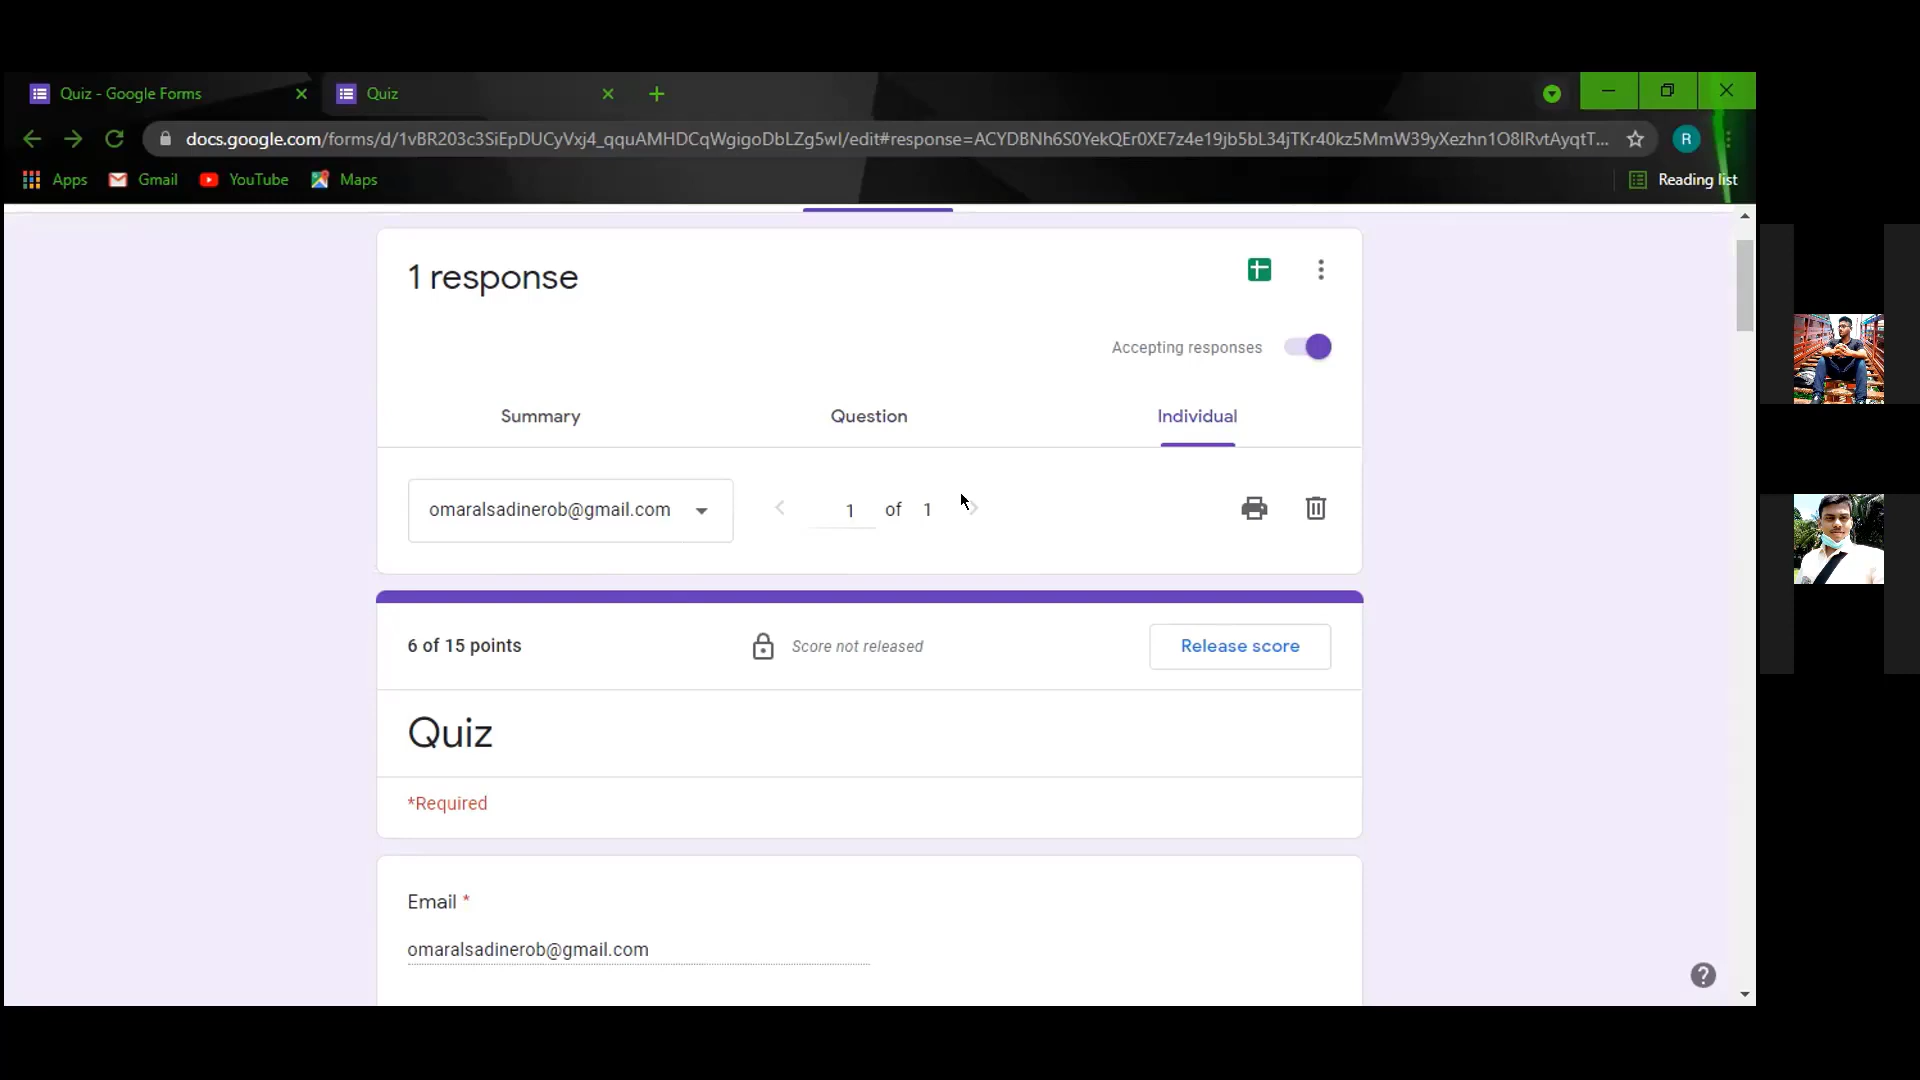 Quiz - Google Forms
Quiz
docs.google.com/forms/d/1vBR203c3SiEpDUCyVxj4_qquAMHDCqWgigoDbLZg5wI/edit#response=ACYDBNh6S0YekQEr0XE7z4e19jb5bL34jTKr40kz5MmW39yXezhn1O8IRvtAyqtT...
R
Apps
Gmail
YouTube
Maps
Reading list
1 response
Accepting responses
Summary
Question
Individual
omaralsadinerob@gmail.com
1 of 1
6 of 15 points
Score not released
Release score
Quiz
*Required
Email *
omaralsadinerob@gmail.com